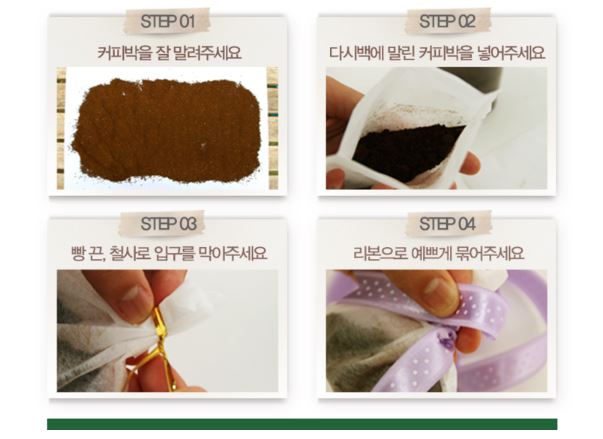 STEP 01
커피박을 잘 말려주세요
STEP 02
다시백에 말린 커피박을 넣어주세요
STEP 03
빵 끈, 철사로 입구를 막아주세요
STEP 04
리본으로 예쁘게 묶어주세요